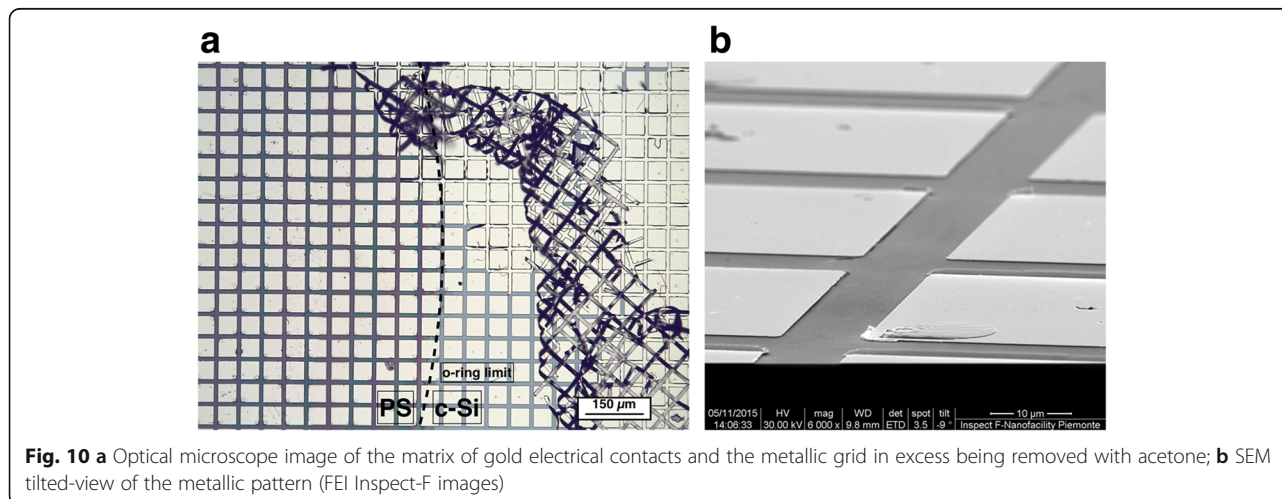 a
b
o-ring limit
PS c-Si
150 µm
05/11/2015 HV mag WD det spot tilt 10 µm
14:06:33 30.00 kV 6 000 x 9.8 mm ETD 3.5 -9° Inspect F-Nanofacility Piemonte
Fig. 10 a Optical microscope image of the matrix of gold electrical contacts and the metallic grid in excess being removed with acetone; b SEM
tilted-view of the metallic pattern (FEI Inspect-F images)